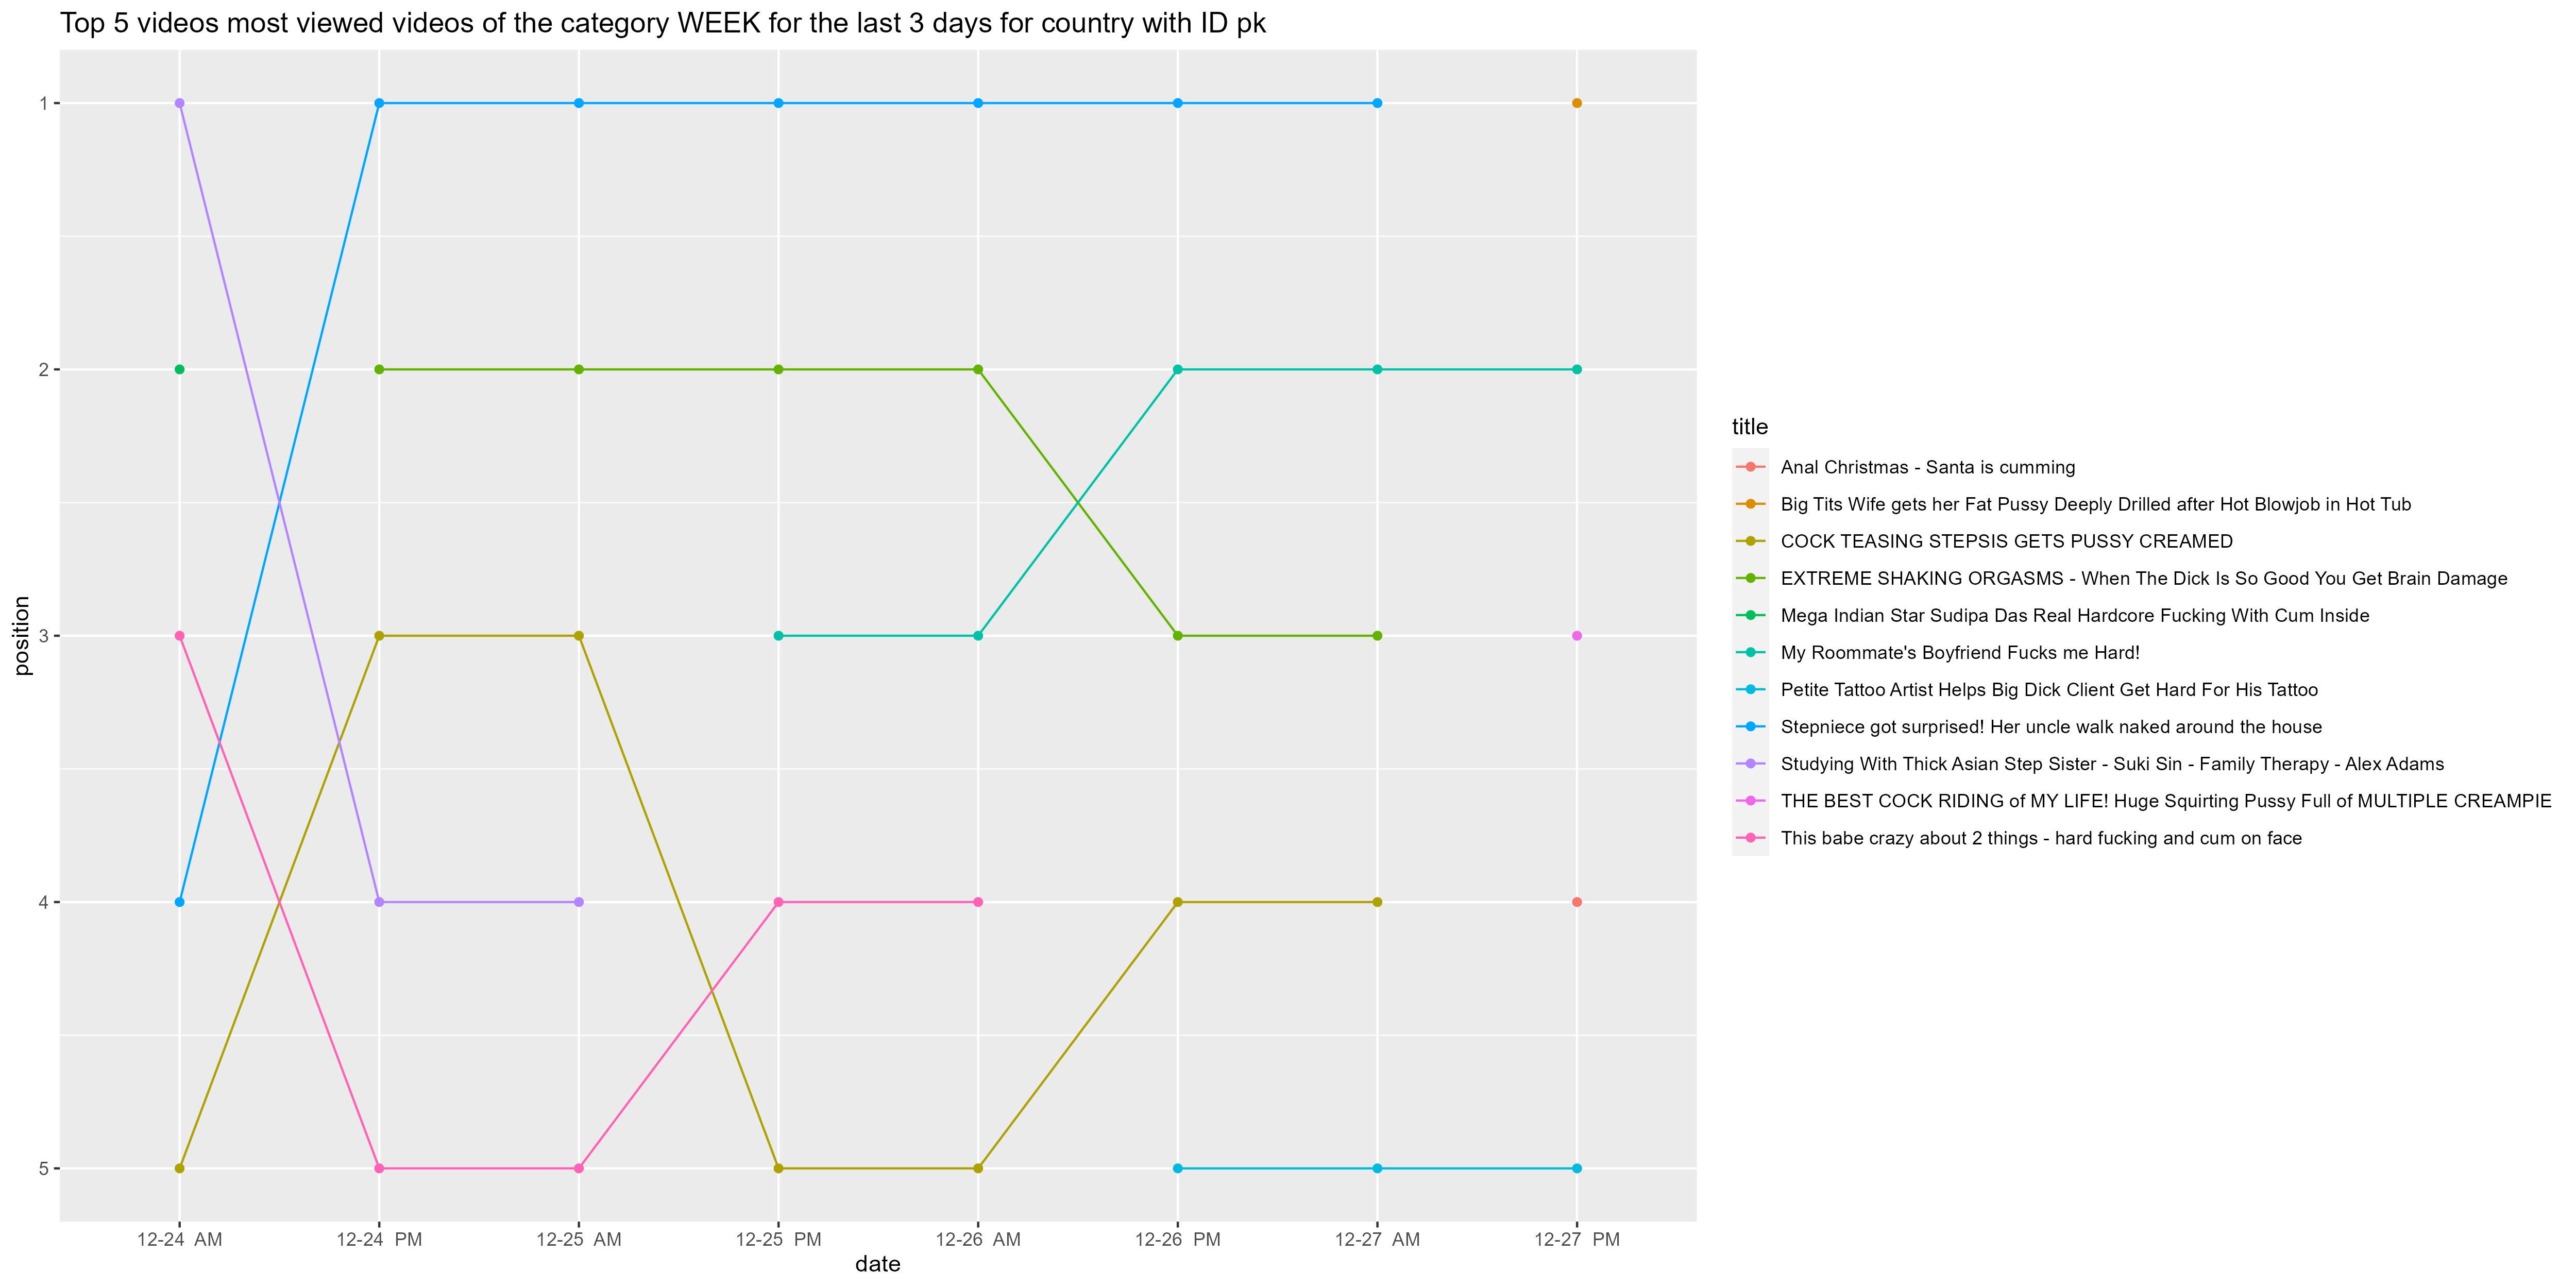 Top 5 videos most viewed videos of the category WEEK for the last 3 days for country with ID pk
1
2
3
4
5
position
12-24 AM
12-24 PM
12-25 AM
12-25 PM
12-26 AM
12-26 PM
12-27 AM
12-27 PM
date
title
Anal Christmas - Santa is cumming
Big Tits Wife gets her Fat Pussy Deeply Drilled after Hot Blowjob in Hot Tub
COCK TEASING STEPSIS GETS PUSSY CREAMED
EXTREME SHAKING ORGASMS - When The Dick Is So Good You Get Brain Damage
Mega Indian Star Sudipa Das Real Hardcore Fucking With Cum Inside
My Roommate's Boyfriend Fucks me Hard!
Petite Tattoo Artist Helps Big Dick Client Get Hard For His Tattoo
Stepniece got surprised! Her uncle walk naked around the house
Studying With Thick Asian Step Sister - Suki Sin - Family Therapy - Alex Adams
THE BEST COCK RIDING of MY LIFE! Huge Squirting Pussy Full of MULTIPLE CREAMPIE
This babe crazy about 2 things - hard fucking and cum on face